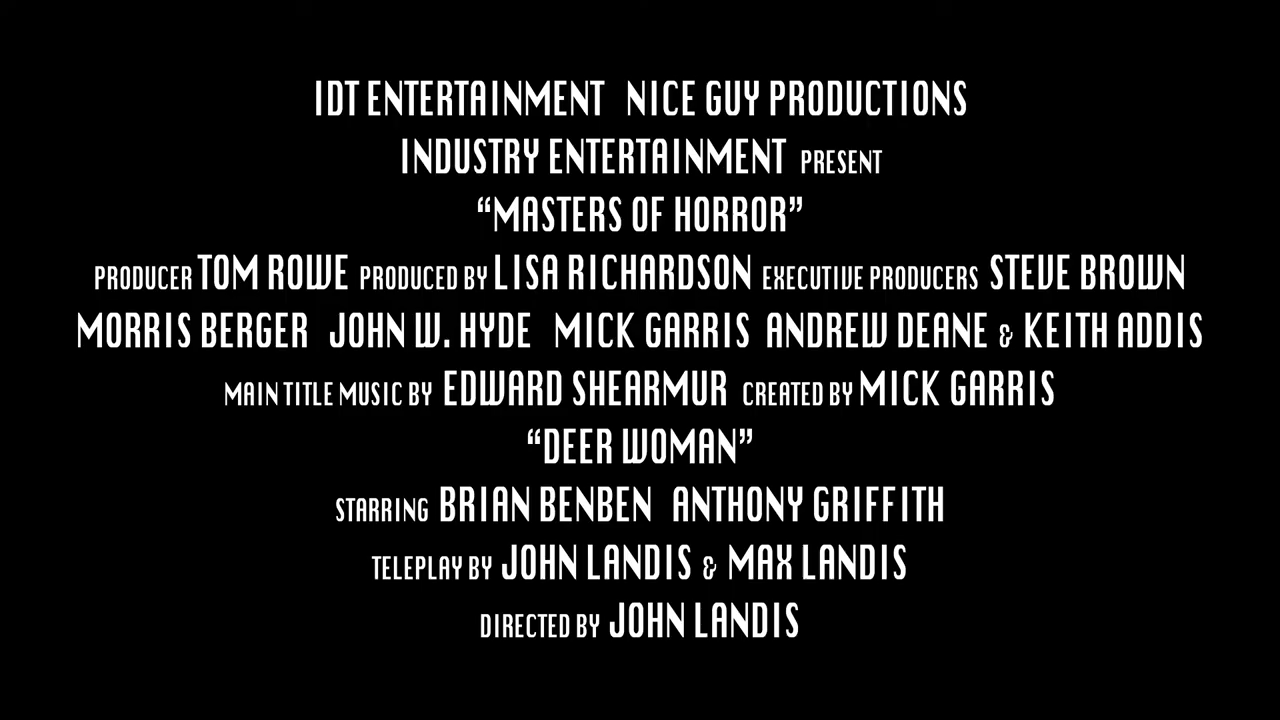 IDT ENTERTAINMENT NICE GUY PRODUCTIONS
INDUSTRY ENTERTAINMENT PRESENT
“MASTERS OF HORROR”
PRODUCER TOM ROWE PRODUCED BY LISA RICHARDSON EXECUTIVE PRODUCERS STEVE BROWN
MORRIS BERGER JOHN W. HYDE MICK GARRIS ANDREW DEANE & KEITH ADDIS
MAIN TITLE MUSIC BY EDWARD SHEARMUR CREATED BY MICK GARRIS
“DEER WOMAN”
STARRING BRIAN BENBEN ANTHONY GRIFFITH
TELEPLAY BY JOHN LANDIS & MAX LANDIS
DIRECTED BY JOHN LANDIS